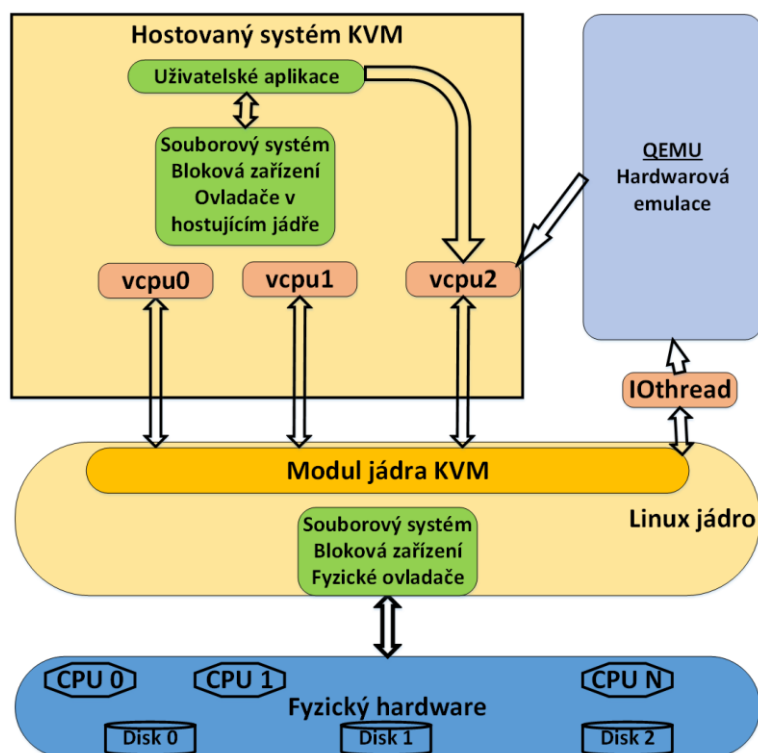 Hostovaný systém KVM
Uživatelské aplikace
Souborový systém
Bloková zařízení
Ovladače v
hostujícím jádře
QEMU
Hardwarová
emulace
vcpu0
vcpu1
vcpu2
IOthread
Modul jádra KVM
Linux jádro
Souborový systém
Bloková zařízení
Fyzické ovladače
CPU 0
CPU 1
CPU N
Fyzický hardware
Disk 0
Disk 1
Disk 2